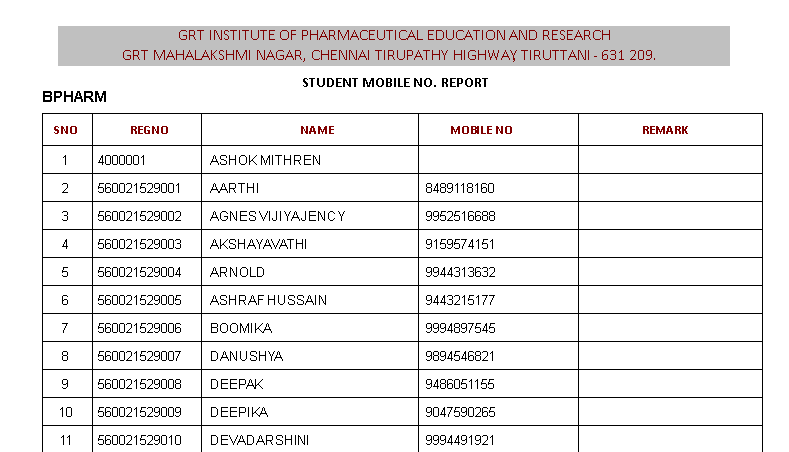 GRT INSTITUTE OF PHARMACEUTICAL EDUCATION AND RESEARCH
GRT MAHALAKSHMI NAGAR, CHENNAI TIRUPATHY HIGHWAY, TIRUTTANI - 631 209.
STUDENT MOBILE NO. REPORT
BPHARM
SNO REGNO NAME MOBILE NO REMARK
1 4000001 ASHOK MITHREN
2 560021529001 AARTHI 8489118160
3 560021529002 AGNES VIJIYAJENCY 9952516688
4 560021529003 AKSHAYAVATHI 9159574151
5 560021529004 ARNOLD 9944313632
6 560021529005 ASHRAF HUSSAIN 9443215177
7 560021529006 BOOMIKA 9994897545
8 560021529007 DANUSHYA 9894546821
9 560021529008 DEEPAK 9486051155
10 560021529009 DEEPIKA 9047590265
11 560021529010 DEVADARSHINI 9994491921